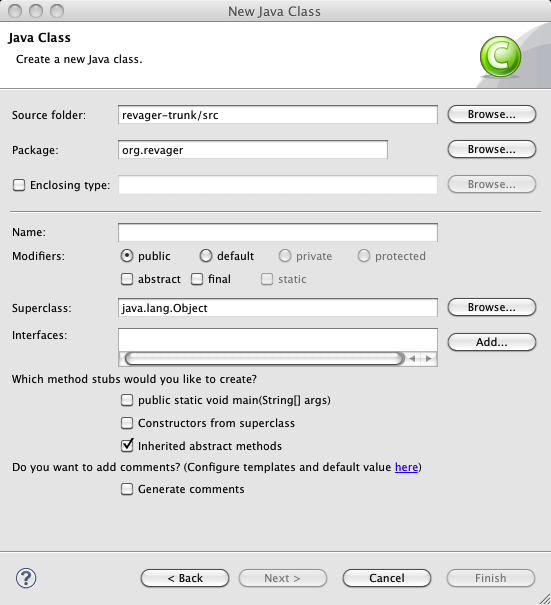 New Java Class
Java Class
Create a new Java class.
C
Source folder: revager-trunk/src Browse...
Package: org.revager Browse...
Enclosing type: Browse...
Name:
Modifiers: public default private protected
abstract final static
Superclass: java.lang.Object Browse...
Interfaces: Add...
Which method stubs would you like to create?
public static void main(String[] args)
Constructors from superclass
Inherited abstract methods
Do you want to add comments? (Configure templates and default value here)
Generate comments
? < Back Next > Cancel Finish